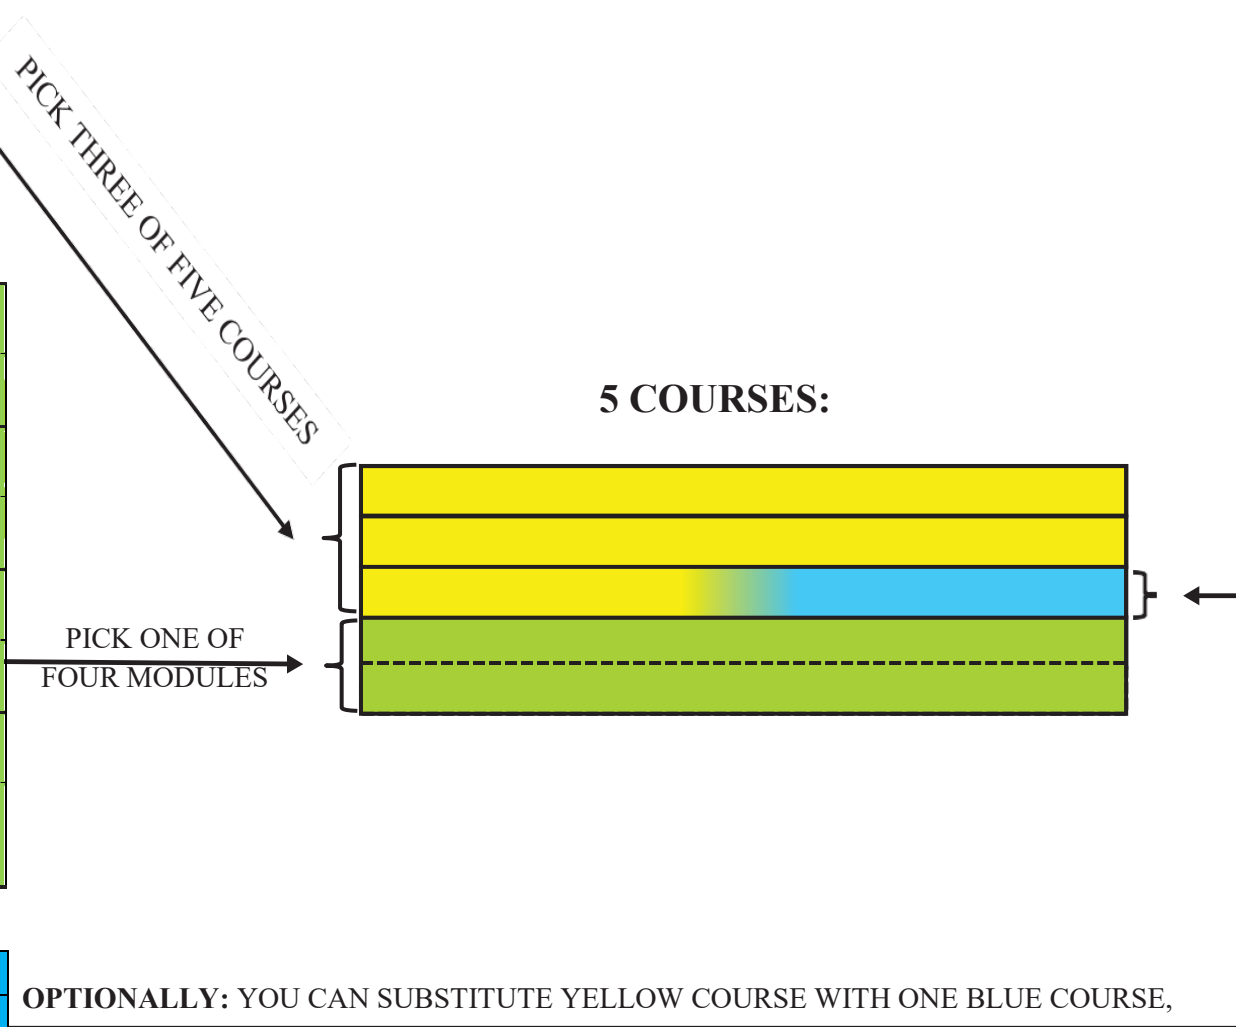 PICK THREE OF FIVE COURSES
5 COURSES:
PICK ONE OF
FOUR MODULES
OPTIONALLY: YOU CAN SUBSTITUTE YELLOW COURSE WITH ONE BLUE COURSE,